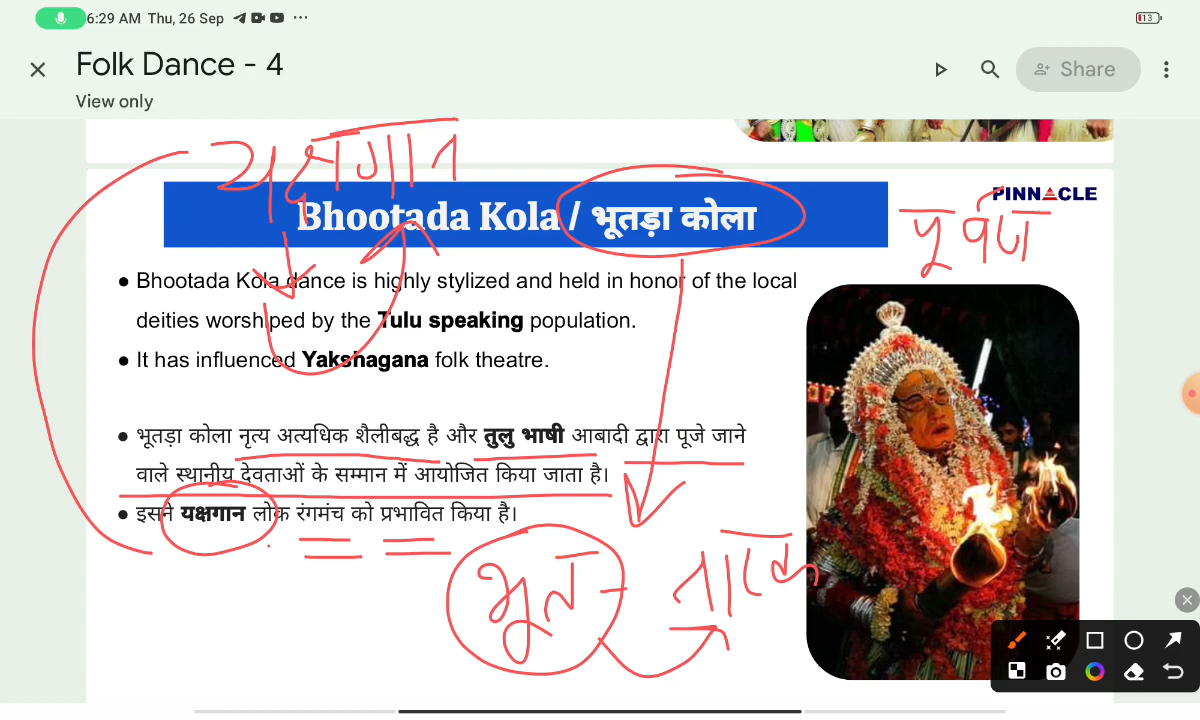 6:29 AM Thu, 26 Sep
13
Folk Dance - 4
Share
View only
यक्षगान
Bhootada Kola / भूतड़ा कोला
PINNACLE
● Bhootada Kola dance is highly stylized and held in honor of the local
deities worshiped by the Tulu speaking population.
● It has influenced Yakshagana folk theatre.
● भूतड़ा कोला नृत्य अत्यधिक शैलीबद्ध है और तुलु भाषी आबादी द्वारा पूजे जाने
वाले स्थानीय देवताओं के सम्मान में आयोजित किया जाता है।
● इसने यक्षगान लोक रंगमंच को प्रभावित किया है।
भूत -